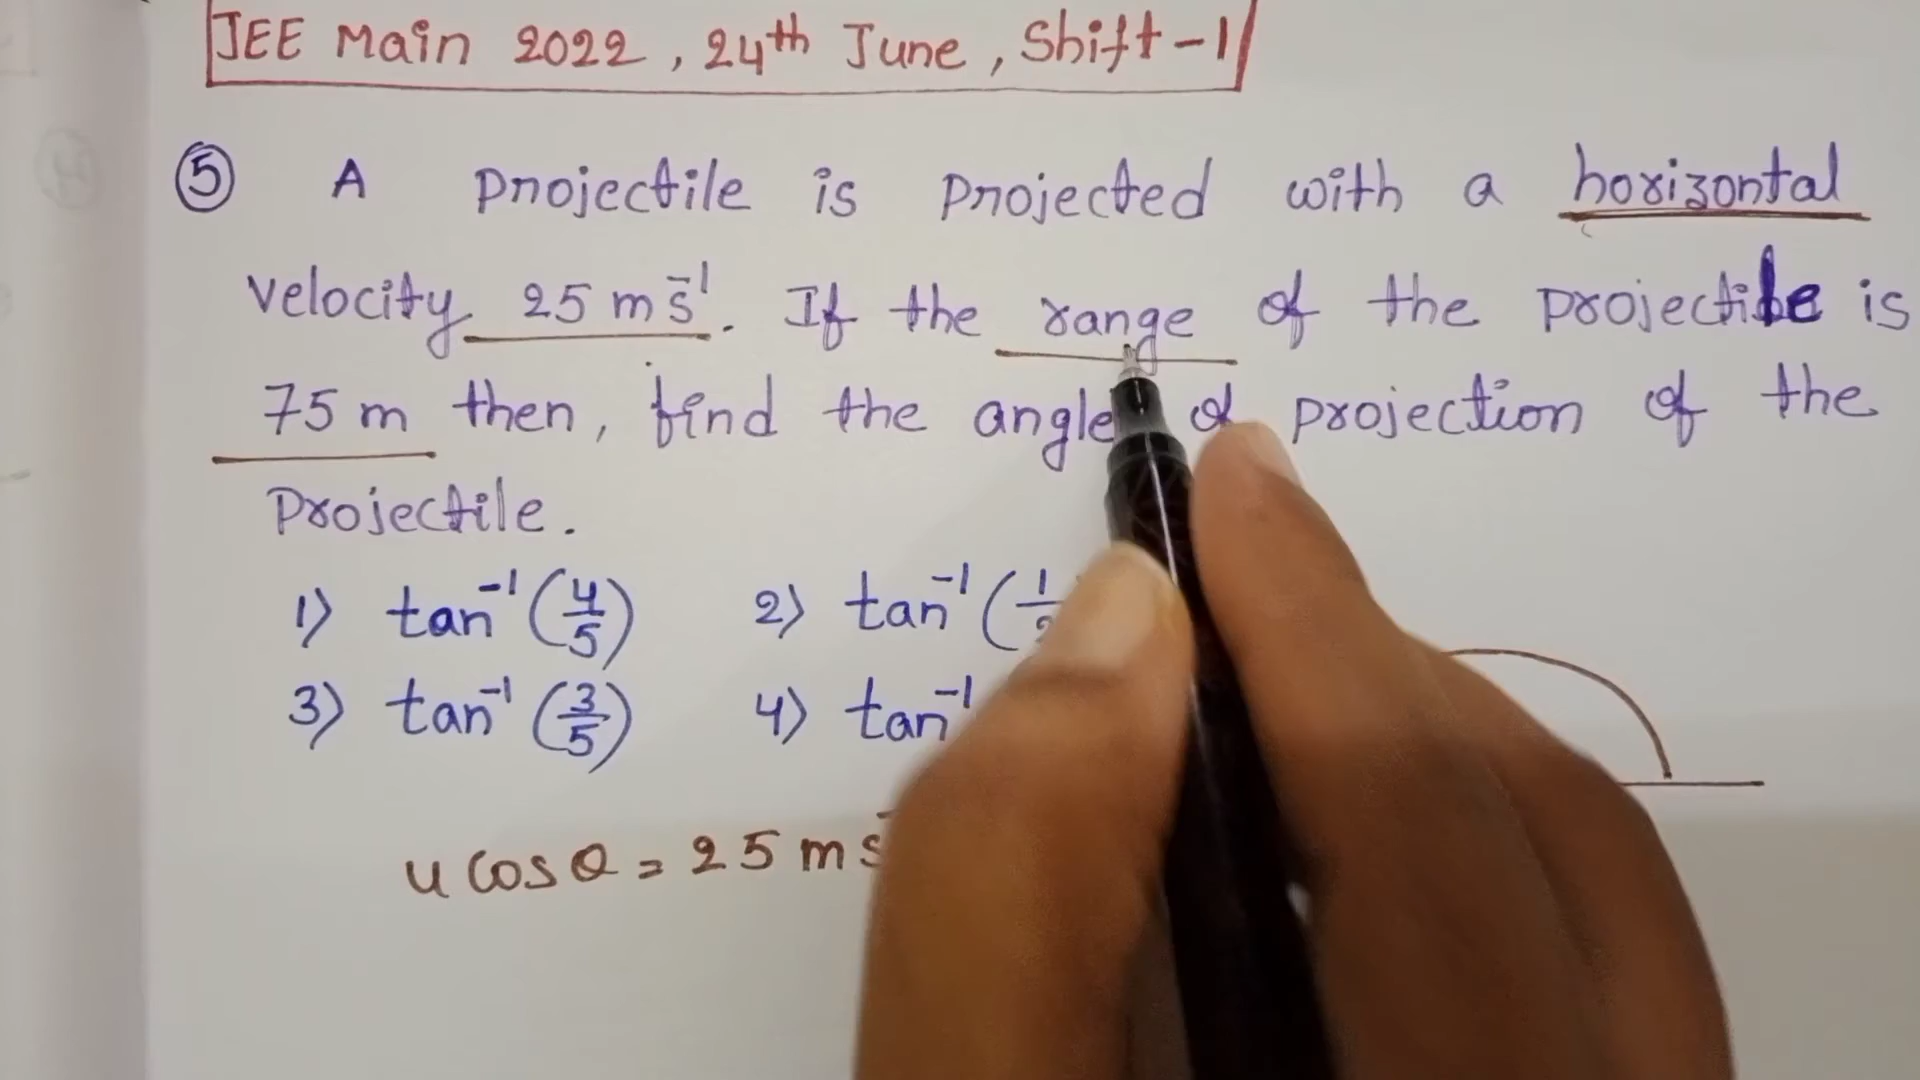 JEE Main 2022, 24th June, Shift-1
⑤ A projectile is projected with a horizontal
velocity 25 m s⁻¹. If the range of the projectile is
75 m then, find the angle of projection of the
projectile.
1) tan⁻¹(4/5) 2) tan⁻¹(1/
3) tan⁻¹(3/5) 4) tan⁻¹
u cos θ = 25 m s